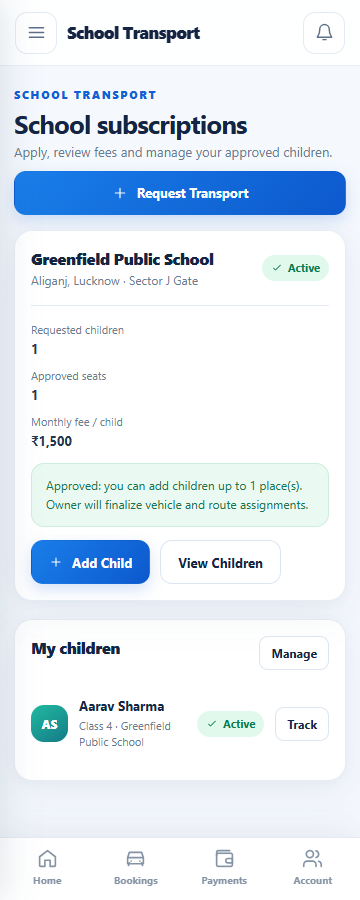 School Transport
SCHOOL TRANSPORT
School subscriptions
Apply, review fees and manage your approved children.
+ Request Transport
Greenfield Public School
Aliganj, Lucknow · Sector J Gate
✓ Active
Requested children
1
Approved seats
1
Monthly fee / child
₹1,500
Approved: you can add children up to 1 place(s).
Owner will finalize vehicle and route assignments.
+ Add Child
View Children
My children
Manage
AS
Aarav Sharma
Class 4 · Greenfield
Public School
✓ Active
Track
Home
Bookings
Payments
Account